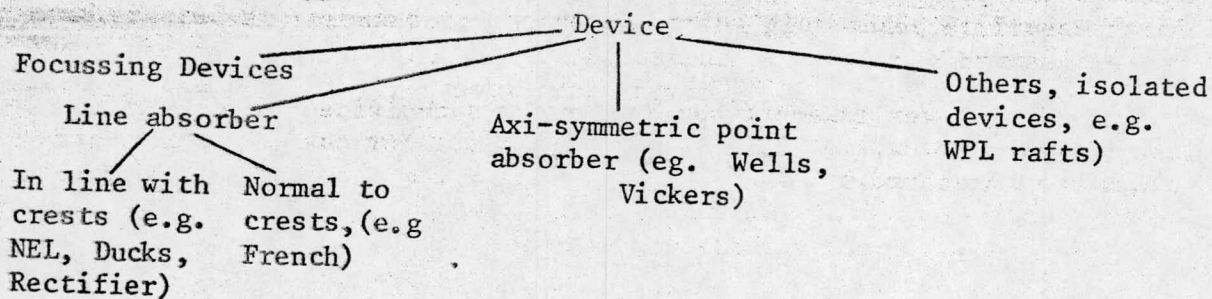 Device
Focussing Devices
Line absorber
In line with
crests (e.g.
NEL, Ducks,
Rectifier)
Normal to
crests,(e.g
French)
Axi-symmetric point
absorber (eg. Wells,
Vickers)
Others, isolated
devices, e.g.
WPL rafts)